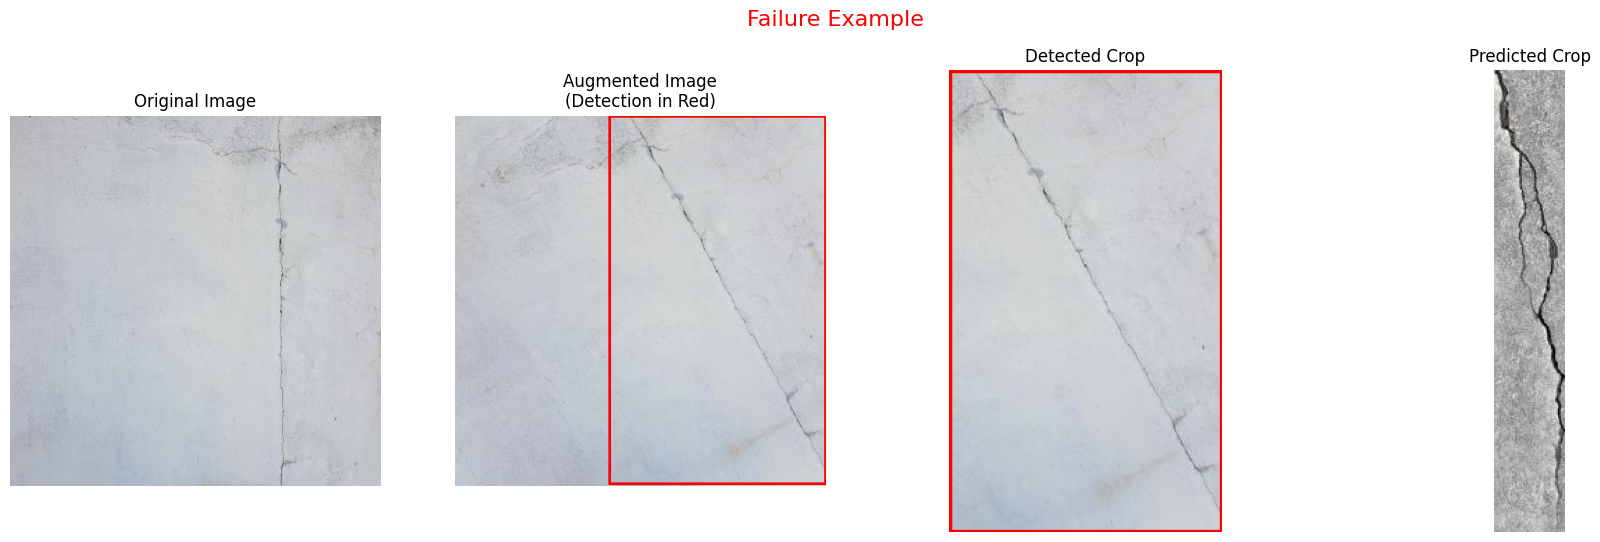 Failure Example
Original Image
Augmented Image
(Detection in Red)
Detected Crop
Predicted Crop